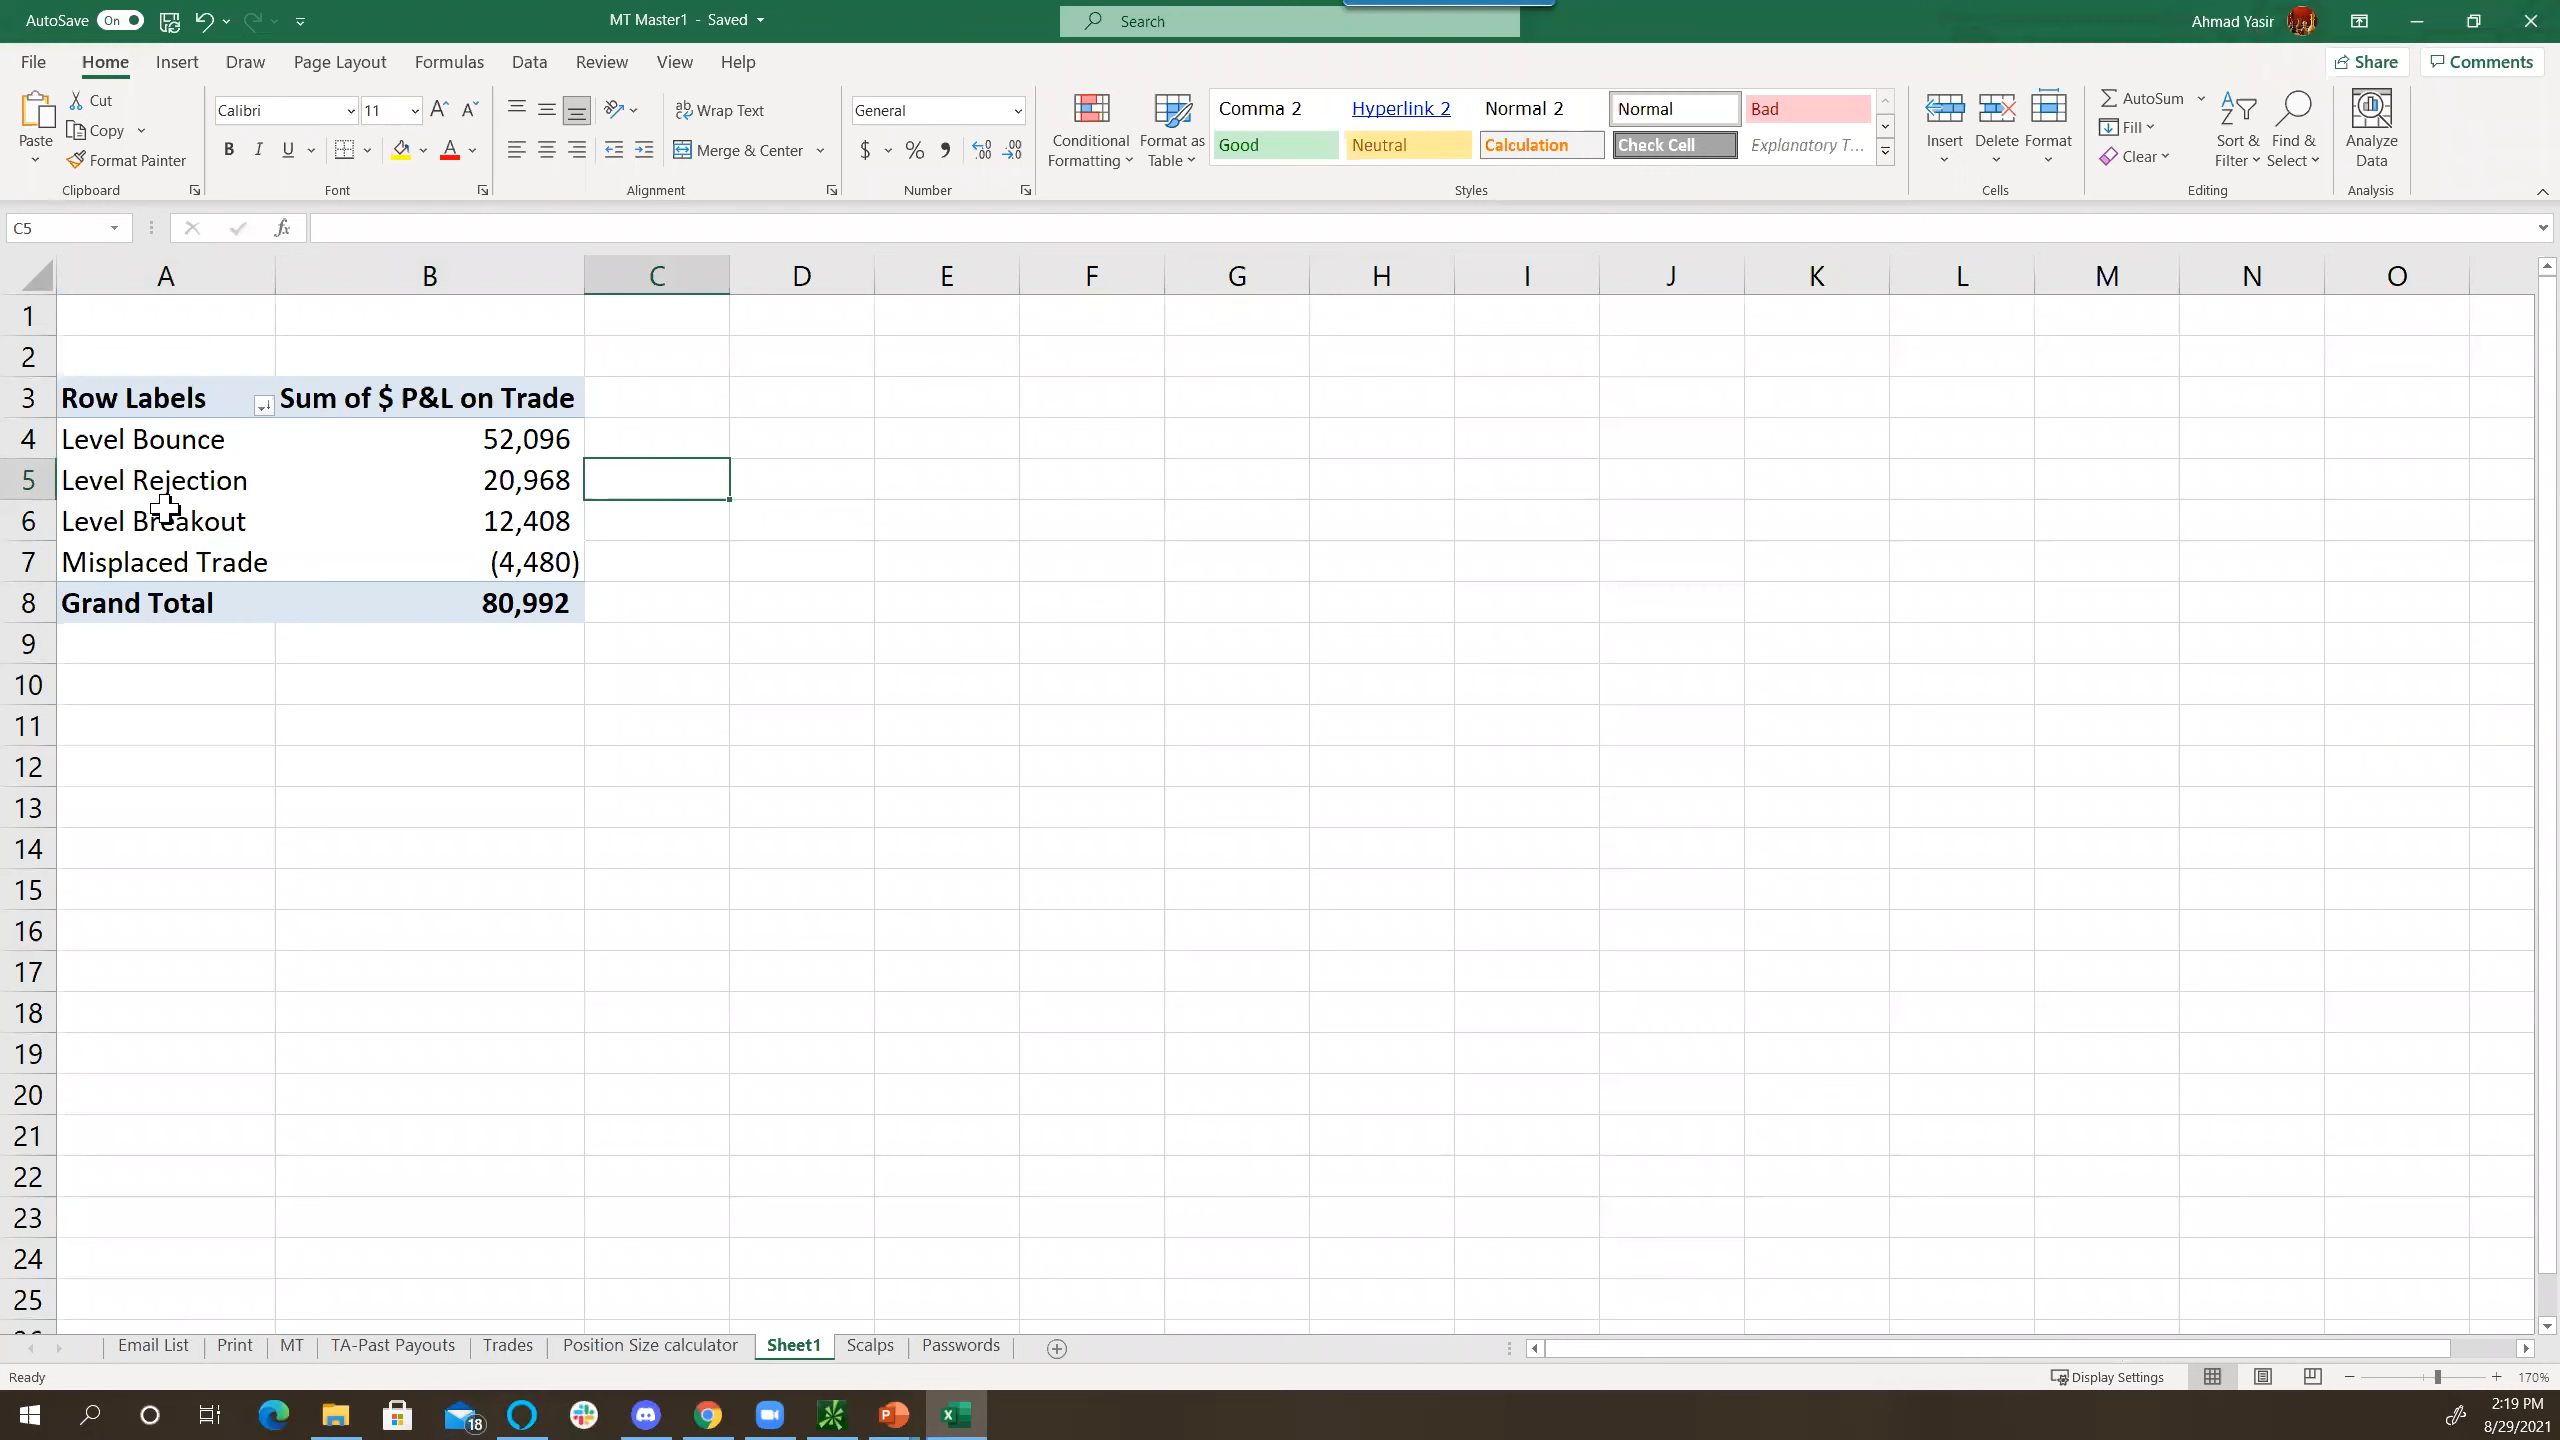 AutoSave On MT Master1 - Saved Search Ahmad Yasir
File Home Insert Draw Page Layout Formulas Data Review View Help Share Comments
Paste Cut Copy Format Painter Clipboard
Calibri 11 B I U A Font
Wrap Text Merge & Center Alignment
General $ % Number
Conditional Formatting Format as Table
Comma 2 Hyperlink 2 Normal 2 Normal Bad
Good Neutral Calculation Check Cell Explanatory T...
Styles
Insert Delete Format Cells
AutoSum Fill Clear Sort & Filter Find & Select Editing
Analyze Data Analysis
C5 fx
A B C D E F G H I J K L M N O
1
2
3 Row Labels Sum of $ P&L on Trade
4 Level Bounce 52,096
5 Level Rejection 20,968
6 Level Breakout 12,408
7 Misplaced Trade (4,480)
8 Grand Total 80,992
9
10
11
12
13
14
15
16
17
18
19
20
21
22
23
24
25
Email List Print MT TA-Past Payouts Trades Position Size calculator Sheet1 Scalps Passwords
Ready Display Settings 170%
18 2:19 PM
8/29/2021